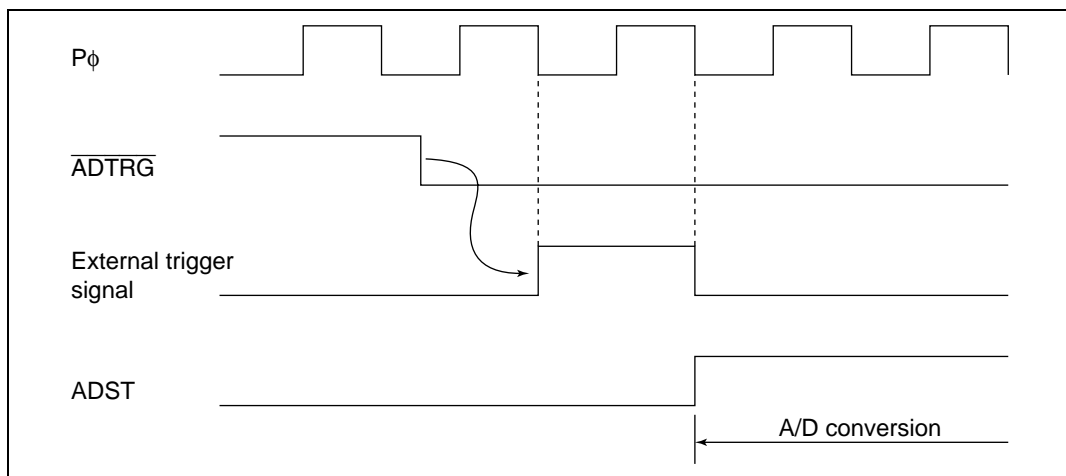 Pϕ
ADTRG
External trigger
signal
ADST
A/D conversion